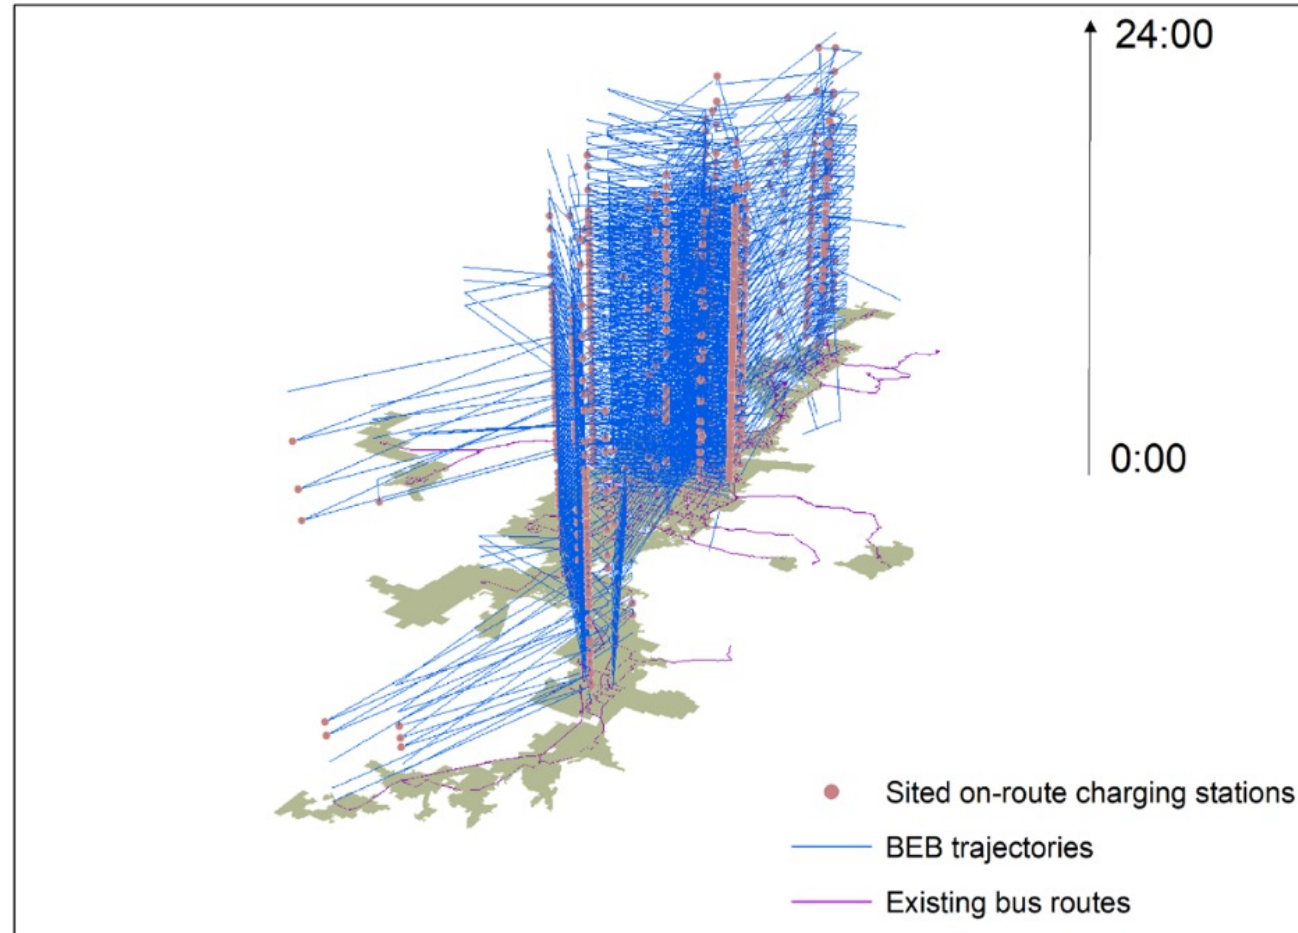 24:00
0:00
Sited on-route charging stations
BEB trajectories
Existing bus routes